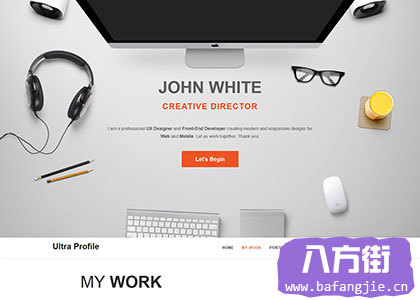 JOHN WHITE
CREATIVE DIRECTOR
I am a professional UX Designer and Front-End Developer creating modern and responsive designs for
Web and Mobile. Let us work together. Thank you.
Let's Begin
Ultra Profile
HOME MY WORK
MY WORK
八方街
www.bafangjie.cn